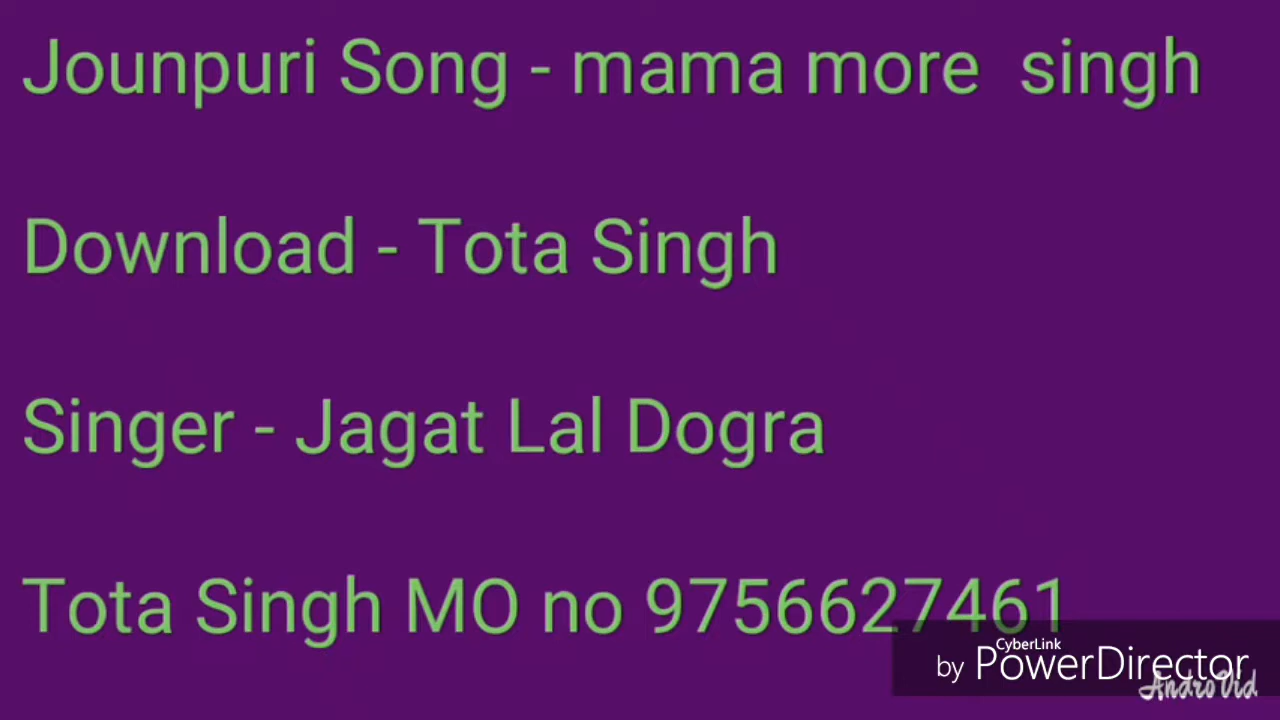 Jounpuri Song - mama more singh
Download - Tota Singh
Singer - Jagat Lal Dogra
Tota Singh MO no 9756627461
CyberLink
by PowerDirector
AndroVid